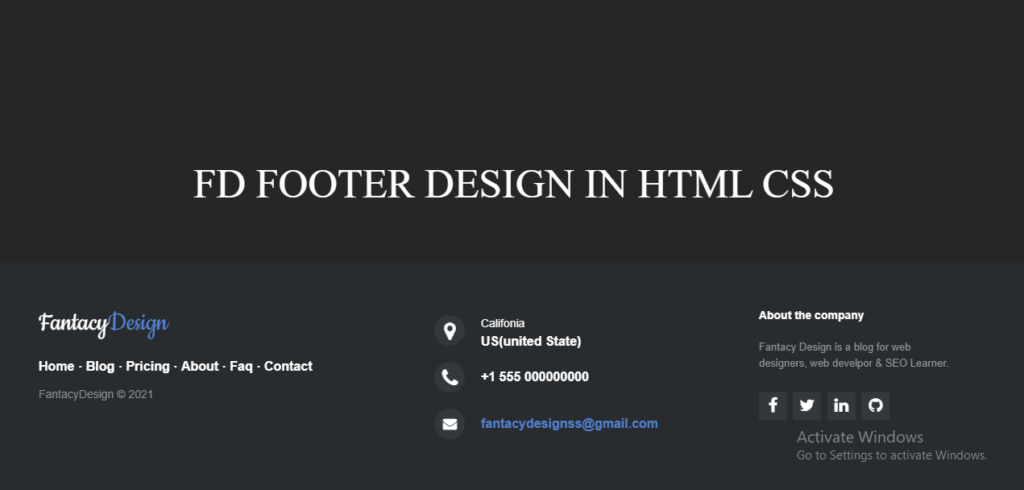 FD FOOTER DESIGN IN HTML CSS
FantacyDesign
Home · Blog · Pricing · About · Faq · Contact
FantacyDesign © 2021
Califonia
US(united State)
+1 555 000000000
fantacydesignss@gmail.com
About the company
Fantacy Design is a blog for web
designers, web develpor & SEO Learner.
Activate Windows
Go to Settings to activate Windows.